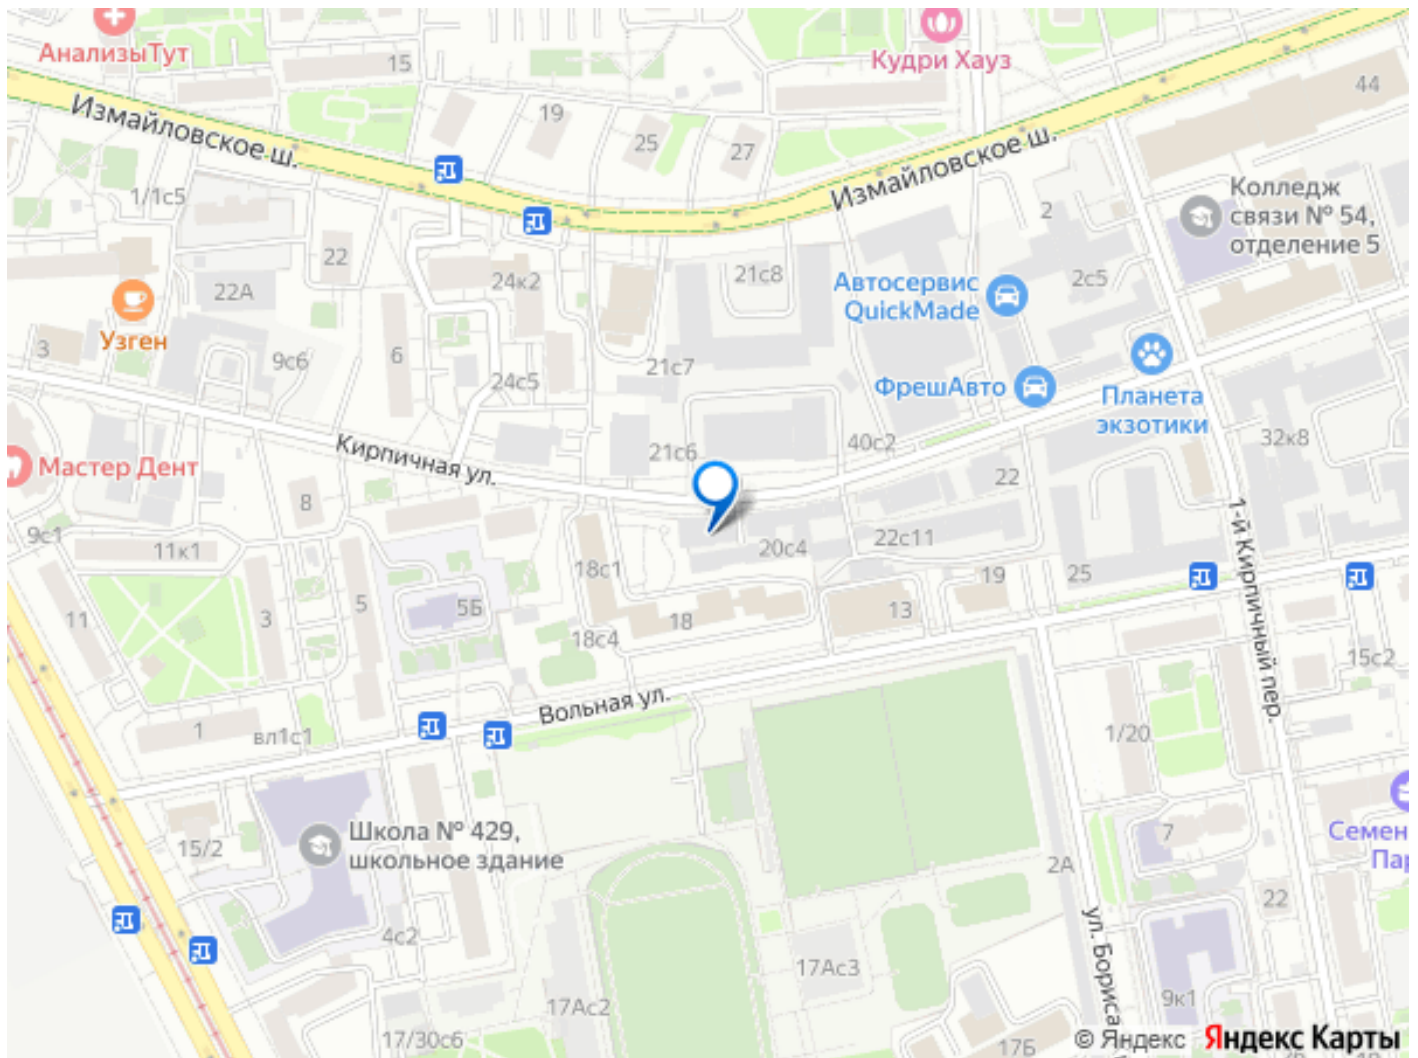 АнализыТут
15
Кудри Хауз
44
Измайловское ш.
19
25
27
Измайловское ш.
1/1с5
2
Колледж
связи № 54,
отделение 5
22
24к2
21с8
2с5
Автосервис
QuickMade
22А
Узген
3
9с6
6
24с5
21с7
ФрешАвто
Планета
экзотики
Кирпичная ул.
21с6
40с2
32к8
Мастер Дент
8
22
9с1
11к1
20с4
22с11
1-й Кирпичный пер.
18с1
19
25
11
3
5
5Б
18
13
18с4
15с2
Вольная ул.
1
вл1с1
1/20
Школа № 429,
школьное здание
15/2
7
Семен
Пар
2А
22
4с2
ул. Бориса
17Ас3
17Ас2
9к1
17/30с6
17Б
© Яндекс Яндекс Карты